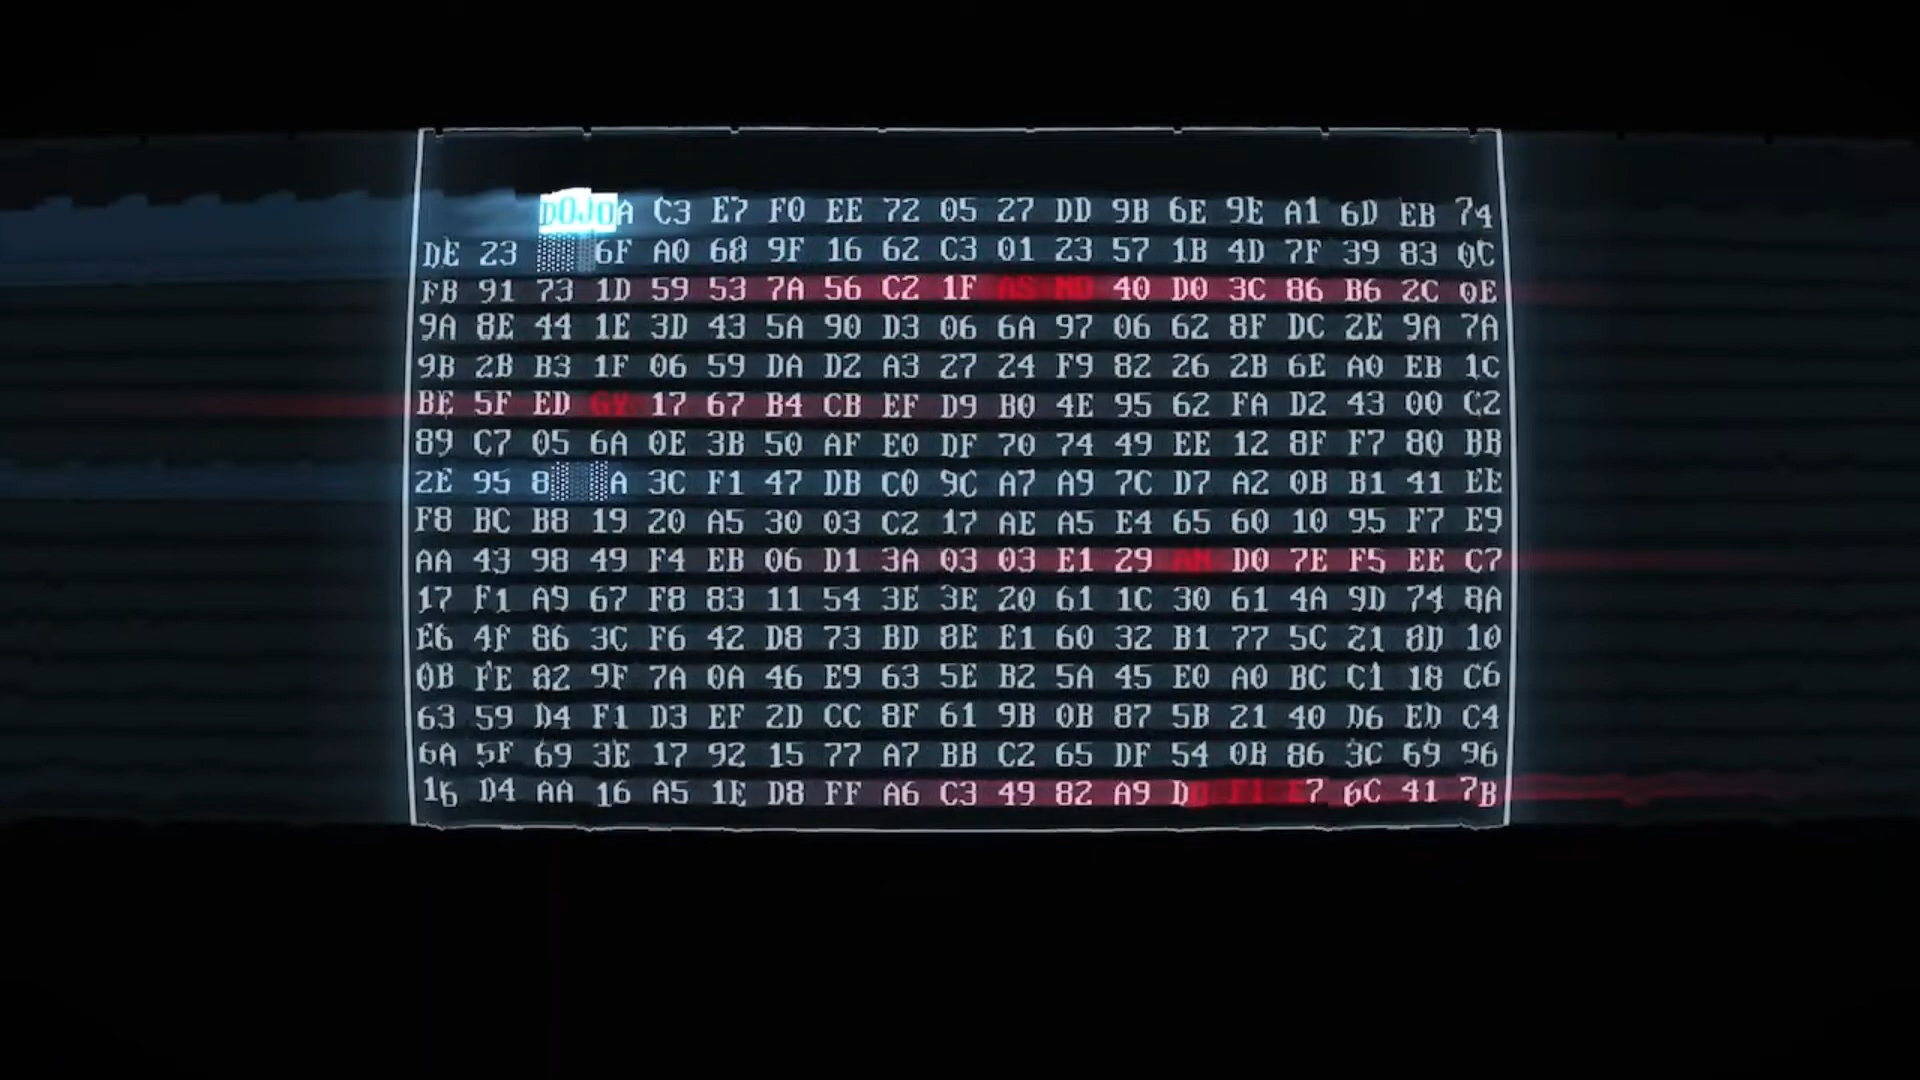 DOJOA C3 E7 F0 EE 72 05 27 DD 9B 6E 9E A1 6D EB 74
DE 23 6F A0 68 9F 16 62 C3 01 23 57 1B 4D 7F 39 83 0C
FB 91 73 1D 59 53 7A 56 C2 1F AS MO 40 D0 3C 86 B6 2C 0E
9A 8E 44 1E 3D 43 5A 90 D3 06 6A 97 06 62 8F DC 2E 9A 7A
9B 2B B3 1F 06 59 DA D2 A3 27 24 F9 82 26 2B 6E A0 EB 1C
BE 5F ED GY 17 67 B4 CB EF D9 B0 4E 95 62 FA D2 43 00 C2
89 C7 05 6A 0E 3B 50 AF E0 DF 70 74 49 EE 12 8F F7 80 BB
2E 95 8 A 3C F1 47 DB C0 9C A7 A9 7C D7 A2 0B B1 41 EE
F8 BC B8 19 20 A5 30 03 C2 17 AE A5 E4 65 60 10 95 F7 E9
AA 43 98 49 F4 EB 06 D1 3A 03 03 E1 29 D0 7E F5 EE C7
17 F1 A9 67 F8 83 11 54 3E 3E 20 61 1C 30 61 4A 9D 74 8A
E6 4F 86 3C F6 42 D8 73 BD 8E E1 60 32 B1 77 5C 21 8D 10
0B FE 82 9F 7A 0A 46 E9 63 5E B2 5A 45 E0 A0 BC C1 18 C6
63 59 D4 F1 D3 EF 2D CC 8F 61 9B 0B 87 5B 21 40 D6 ED C4
6A 5F 69 3E 17 92 15 77 A7 BB C2 65 DF 54 0B 86 3C 69 96
16 D4 AA 16 A5 1E D8 FF A6 C3 49 82 A9 D 7 6C 41 7B